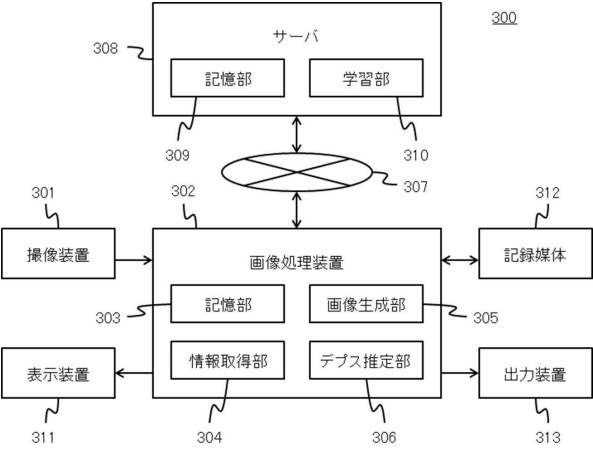 300
サーバ
308
記憶部
学習部
309
310
307
301
302
312
撮像装置
画像処理装置
記録媒体
303
記憶部
画像生成部
305
表示装置
情報取得部
デプス推定部
出力装置
311
304
306
313